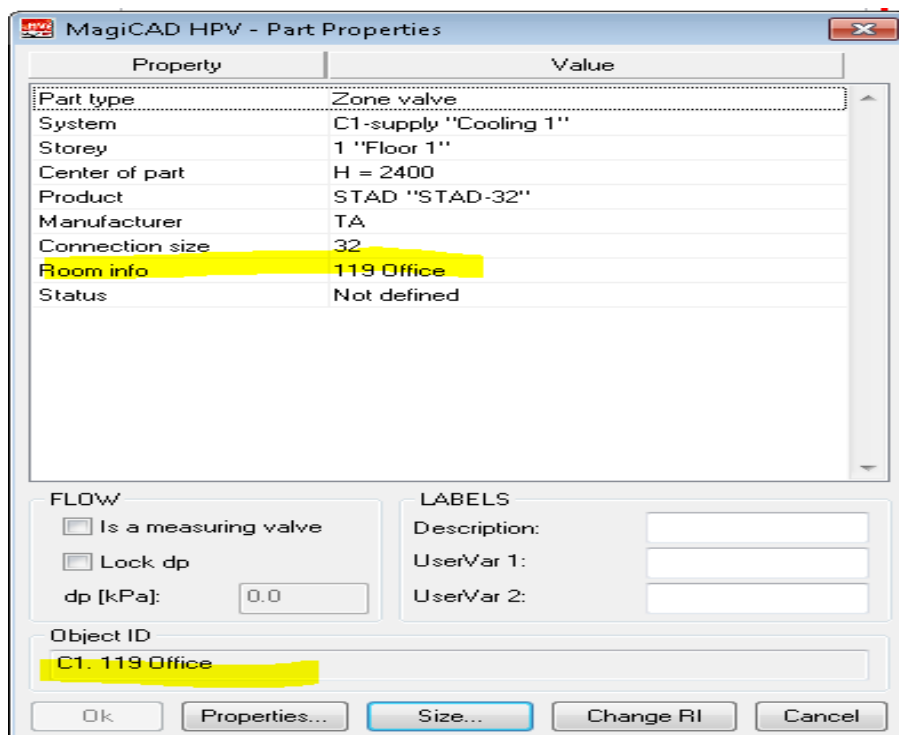 MagiCAD HPV - Part Properties
Property Value
Part type Zone valve
System C1-supply "Cooling 1"
Storey 1 "Floor 1"
Center of part H = 2400
Product STAD "STAD-32"
Manufacturer TA
Connection size 32
Room info 119 Office
Status Not defined
FLOW
Is a measuring valve
Lock dp
dp [kPa]: 0.0
LABELS
Description:
UserVar 1:
UserVar 2:
Object ID
C1. 119 Office
Ok Properties... Size... Change RI Cancel